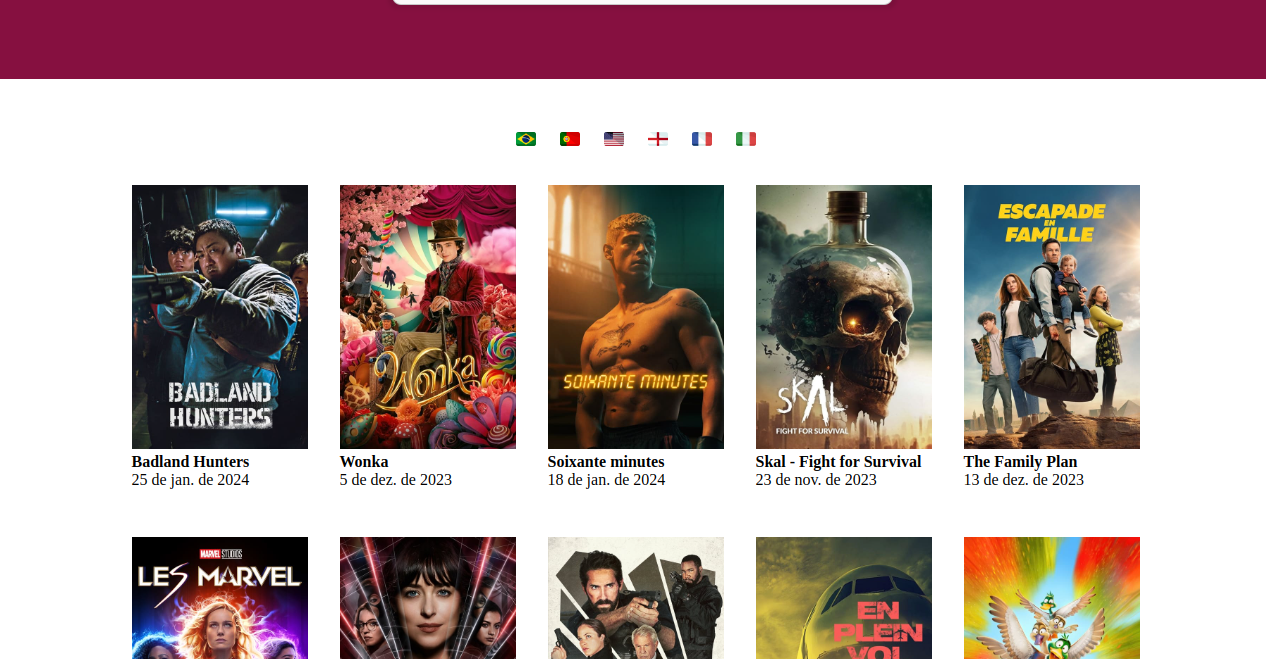 ESCAPADE
EN
FAMILLE
BADLAND
HUNTERS
Wonka
SOIXANTE MINUTES
SKAL
FIGHT FOR SURVIVAL
Badland Hunters
25 de jan. de 2024
Wonka
5 de dez. de 2023
Soixante minutes
18 de jan. de 2024
Skal - Fight for Survival
23 de nov. de 2023
The Family Plan
13 de dez. de 2023
MARVEL STUDIOS
LES MARVEL
EN
PLEIN
VOL